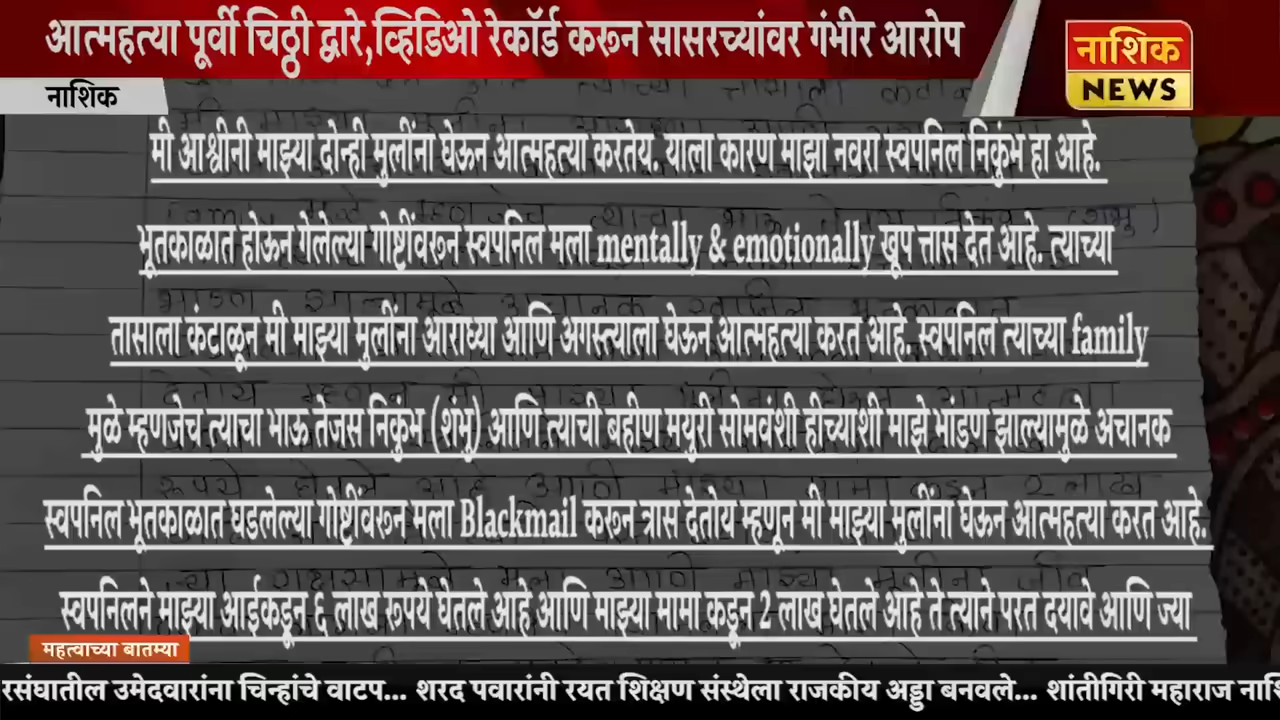 आत्महत्या पूर्वी चिठ्ठी द्वारे,व्हिडिओ रेकॉर्ड करून सासरच्यांवर गंभीर आरोप
नाशिक
NEWS
नाशिक
मी आश्वीनी माझ्या दोन्ही मुलींना घेऊन आत्महत्या करतेय. याला कारण माझा नवरा स्वपनिल निकुंभ हा आहे.
भूतकाळात होऊन गेलेल्या गोष्टींवरून स्वपनिल मला mentally & emotionally खूप त्तास देत आहे. त्याच्या
तासाला कंटाळून मी माझ्या मुलींना आराध्या आणि अगस्त्याला घेऊन आत्महत्या करत आहे. स्वपनिल त्याच्या family
मुळे म्हणजेच त्याचा भाऊ तेजस निकुंभ (शंभु) आणि त्याची बहीण मयुरी सोमवंशी हीच्याशी माझे भांडण झाल्यामुळे अचानक
स्वपनिल भूतकाळात घडलेल्या गोष्टींवरून मला Blackmail करून त्रास देतोय म्हणून मी माझ्या मुलींना घेऊन आत्महत्या करत आहे.
स्वपनिलने माझ्या आईकडून ६ लाख रूपये घेतले आहे आणि माझ्या मामा कडून 2 लाख घेतले आहे ते त्याने परत दयावे आणि ज्या
महत्वाच्या बातम्या
रसंघातील उमेदवारांना चिन्हांचे वाटप... शरद पवारांनी रयत शिक्षण संस्थेला राजकीय अड्डा बनवले... शांतीगिरी महाराज नाशि